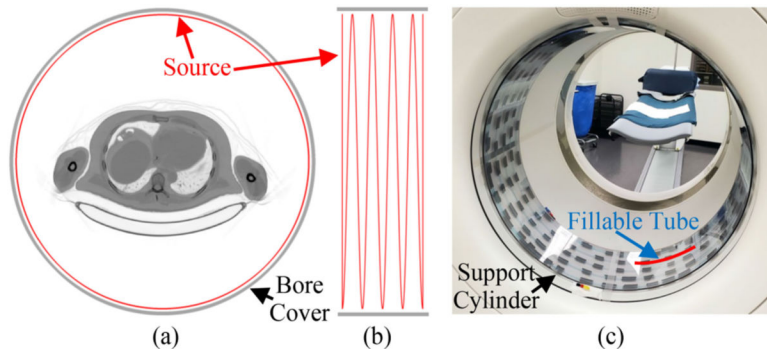 Source
Bore
Cover
(a)
(b)
Fillable Tube
Support
Cylinder
(c)